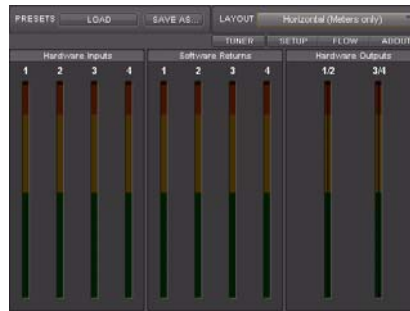 PRESETS LOAD SAVE AS... LAYOUT Horizontal (Meters only)
TUNER SETUP FLOW ABOUT
Hardware Inputs Software Returns Hardware Outputs
1 2 3 4 1 2 3 4 1/2 3/4